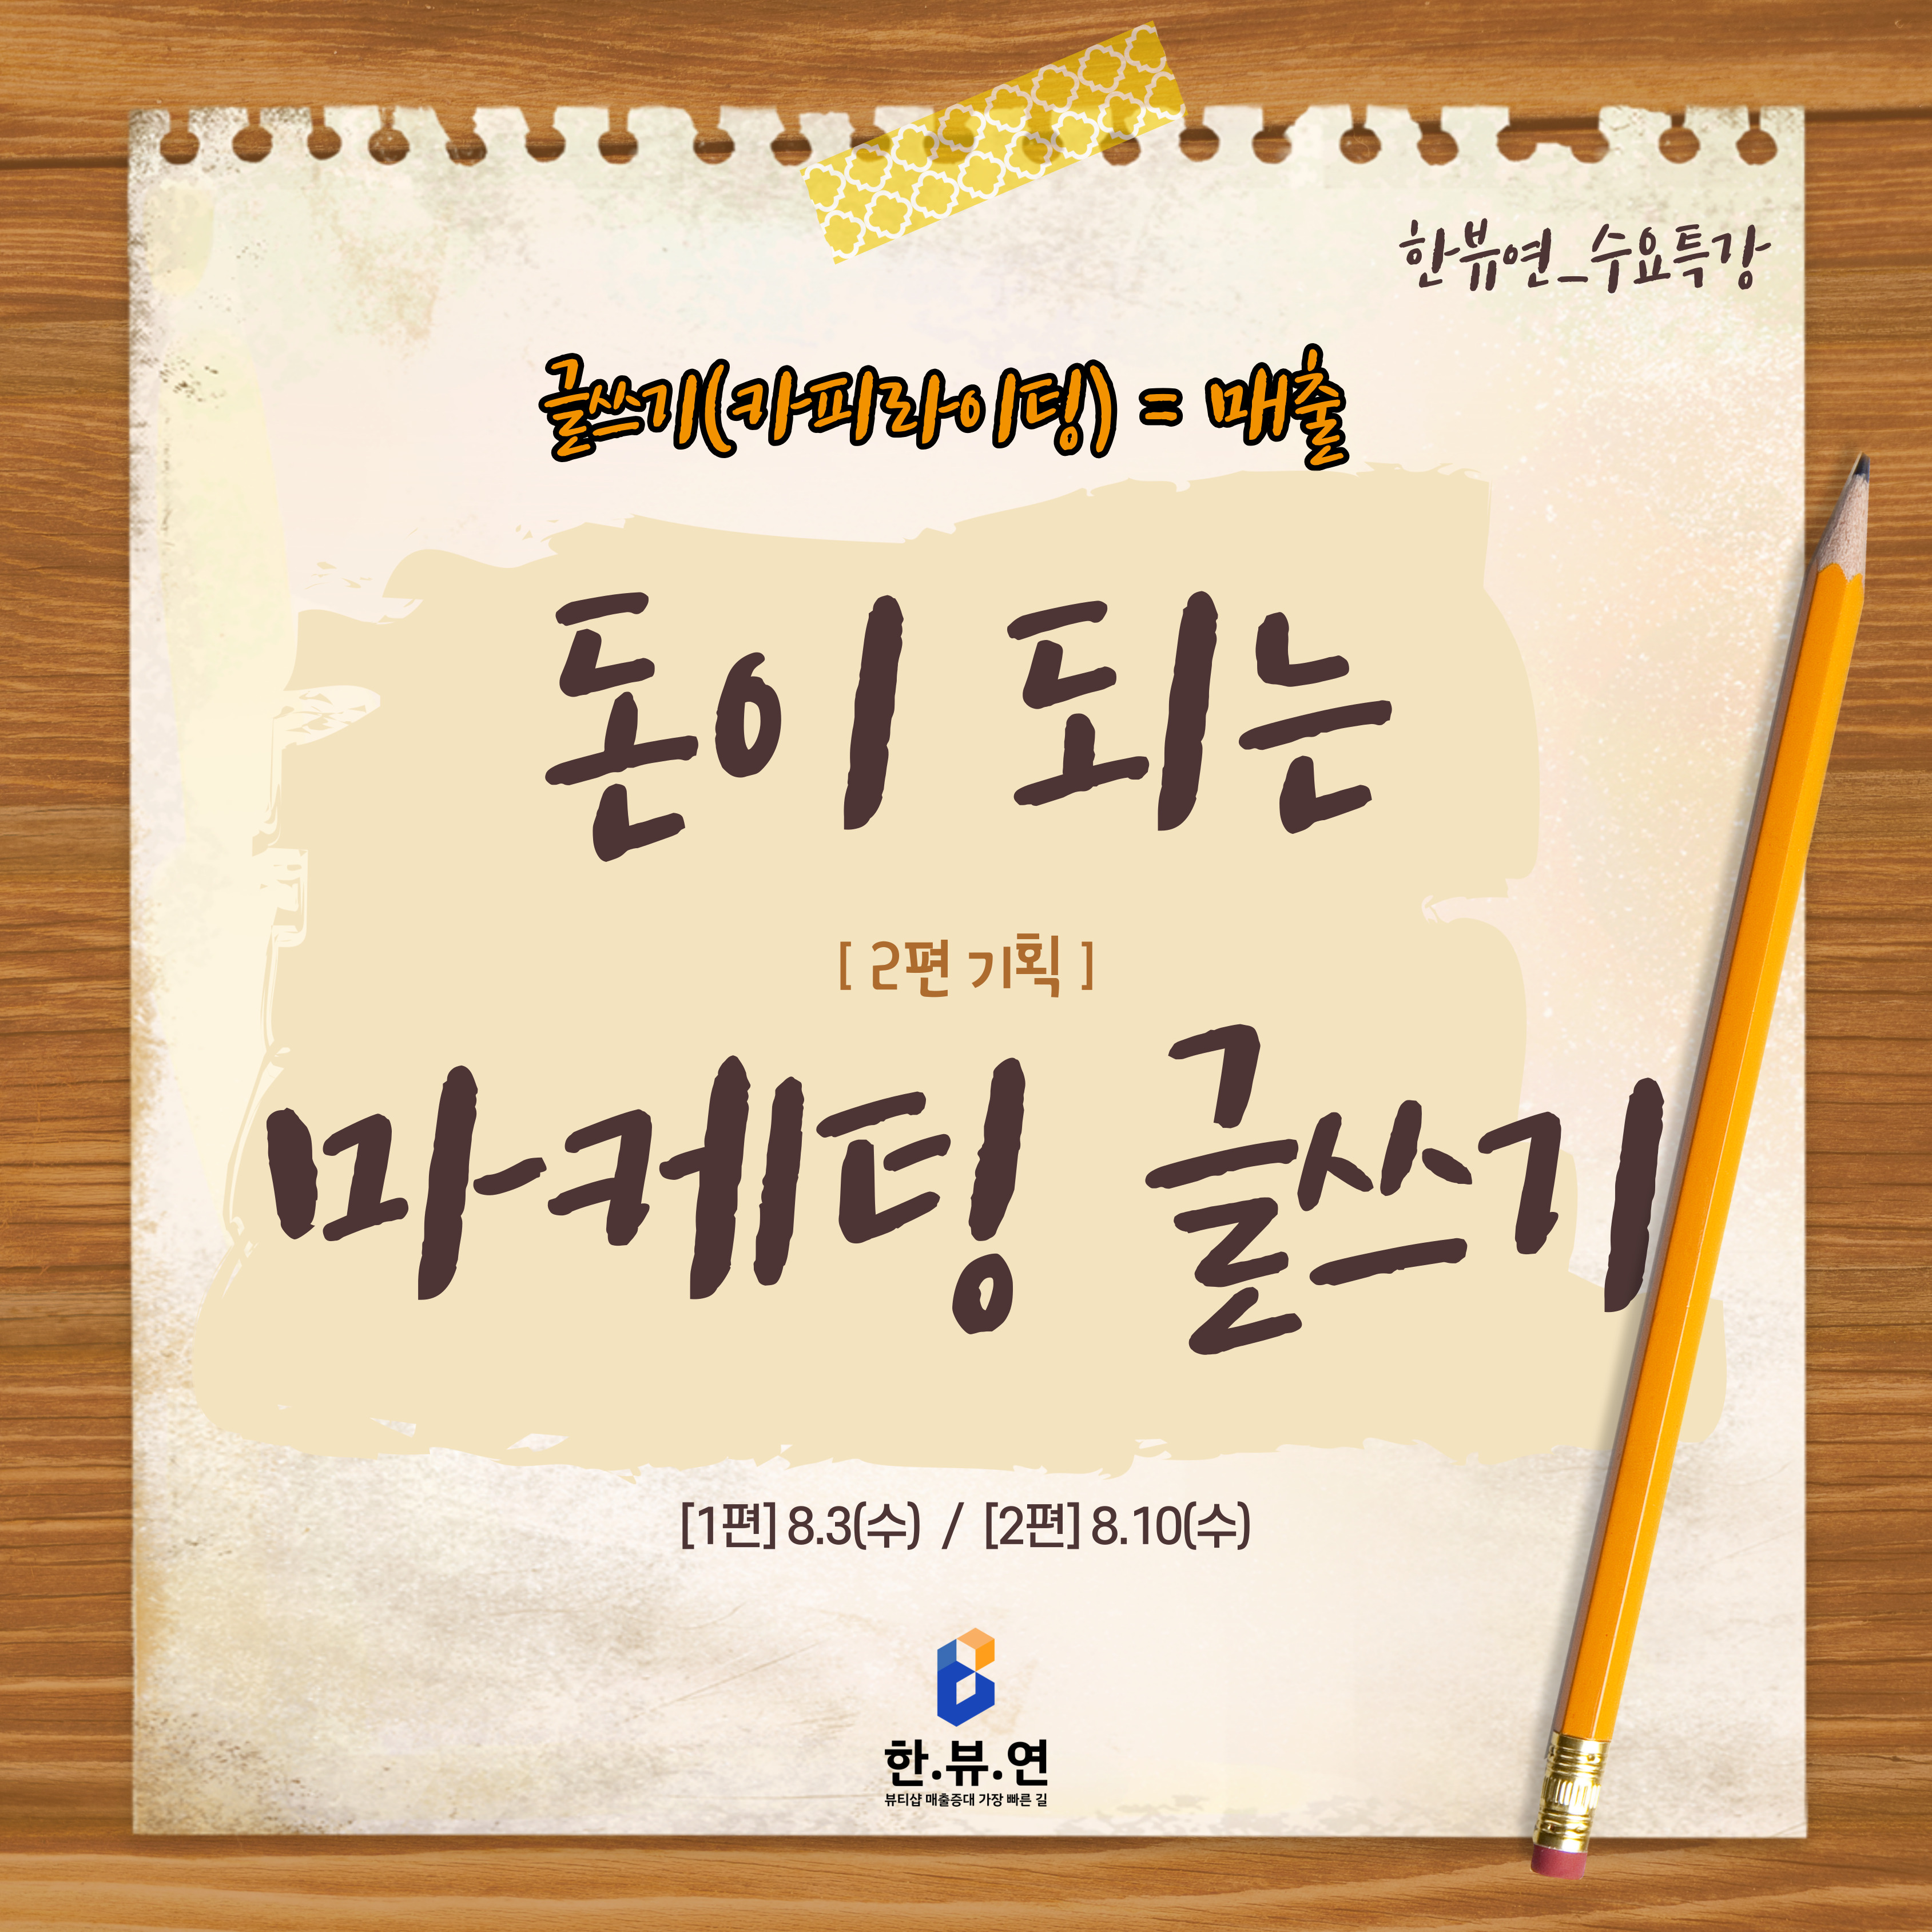 한뷰연_수요특강
글쓰기(카피라이팅) = 매출
돈이 되는
[ 2편 기획 ]
마케팅 글쓰기
[1편] 8.3(수) / [2편] 8.10(수)
한.뷰.연
뷰티샵 매출증대 가장 빠른 길